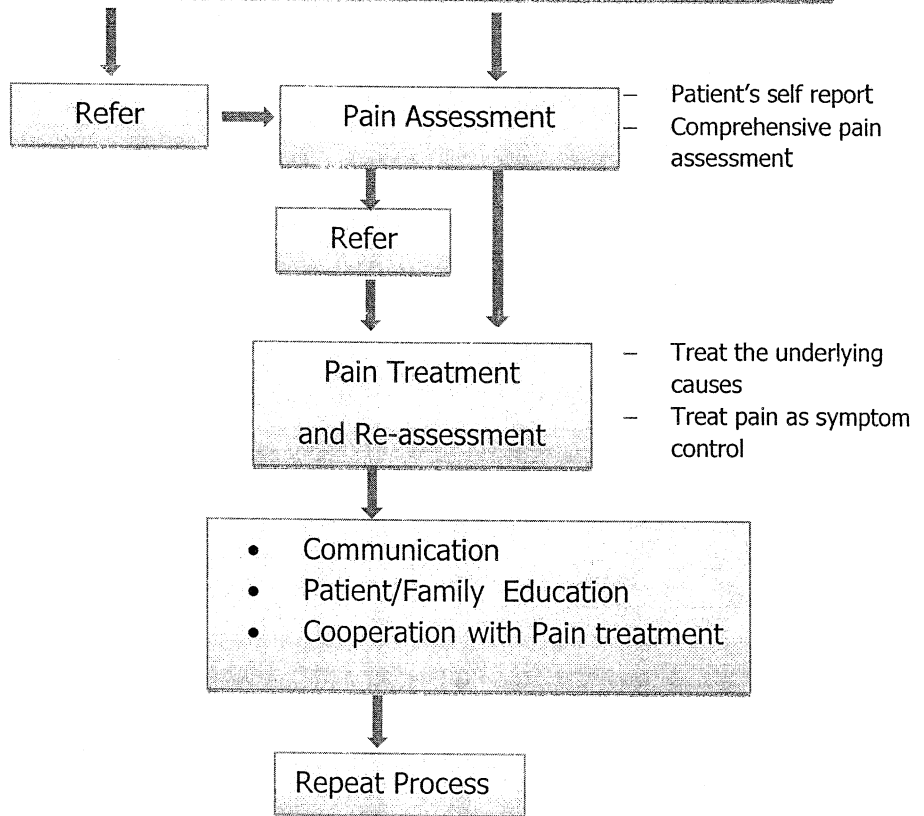 Refer
Pain Assessment
– Patient's self report
– Comprehensive pain
assessment
Refer
Pain Treatment
and Re-assessment
– Treat the underlying
causes
– Treat pain as symptom
control
• Communication
• Patient/Family Education
• Cooperation with Pain treatment
Repeat Process